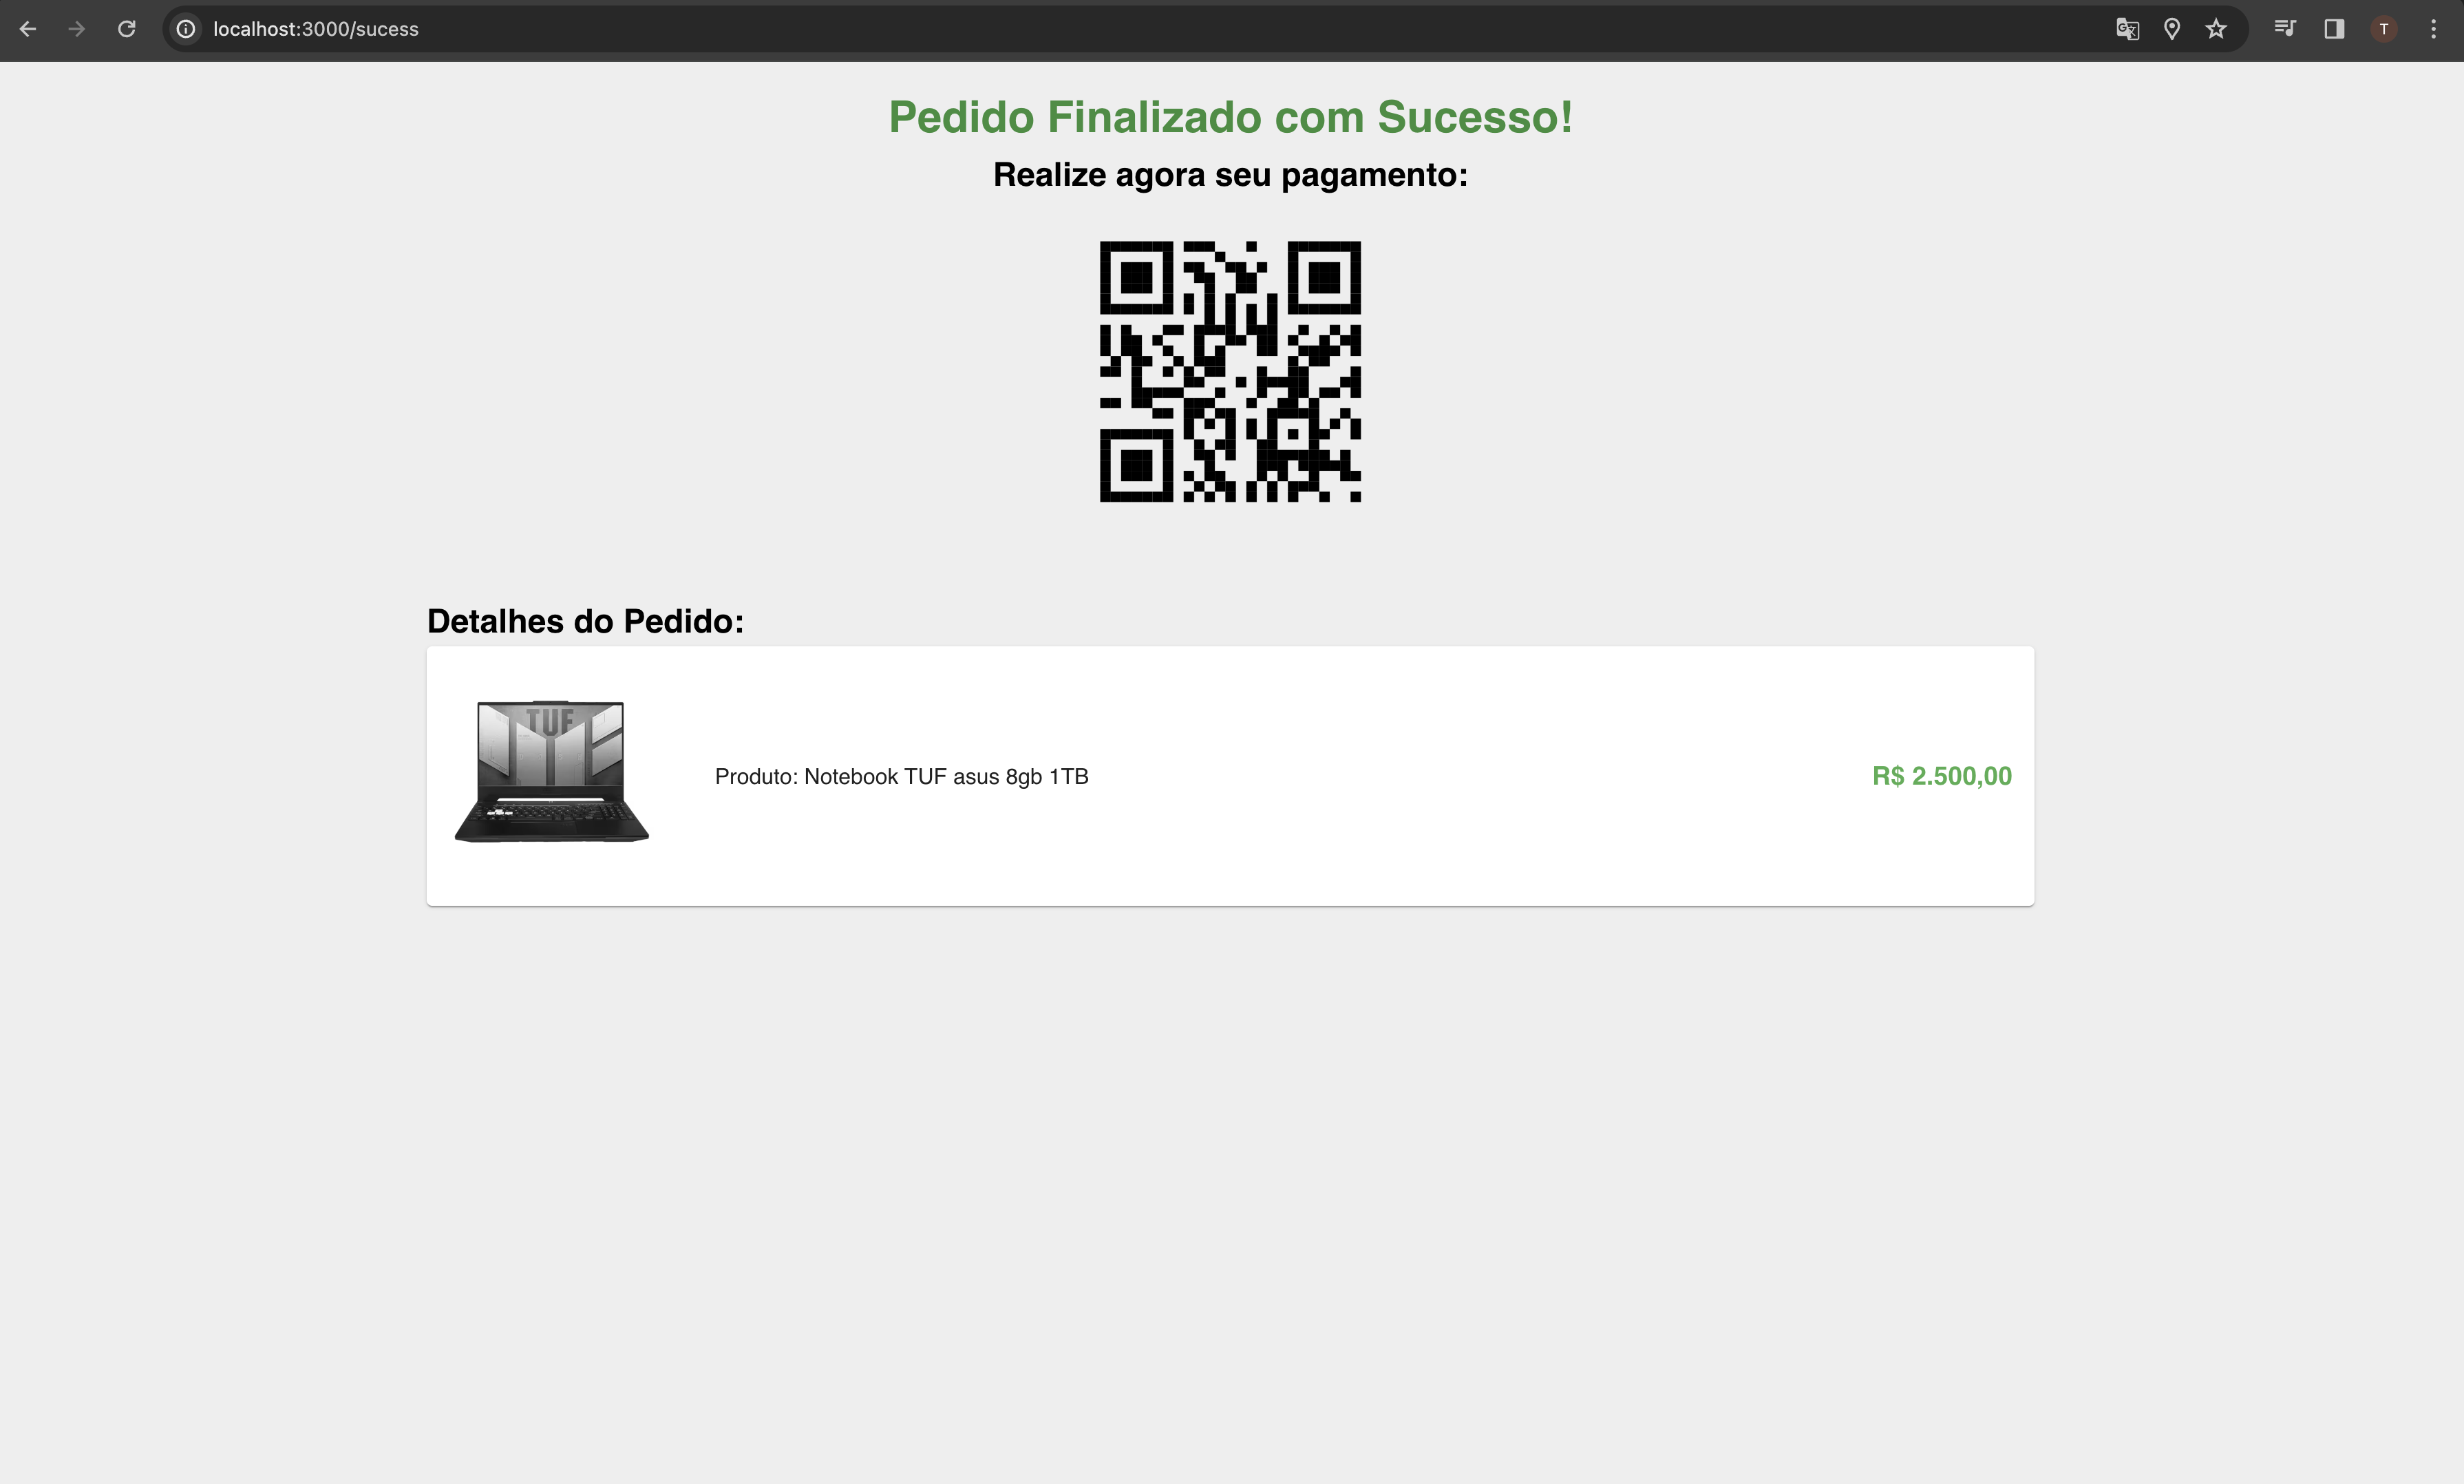 localhost:3000/sucess
T
Pedido Finalizado com Sucesso!
Realize agora seu pagamento:
Detalhes do Pedido:
TUF
Produto: Notebook TUF asus 8gb 1TB
R$ 2.500,00